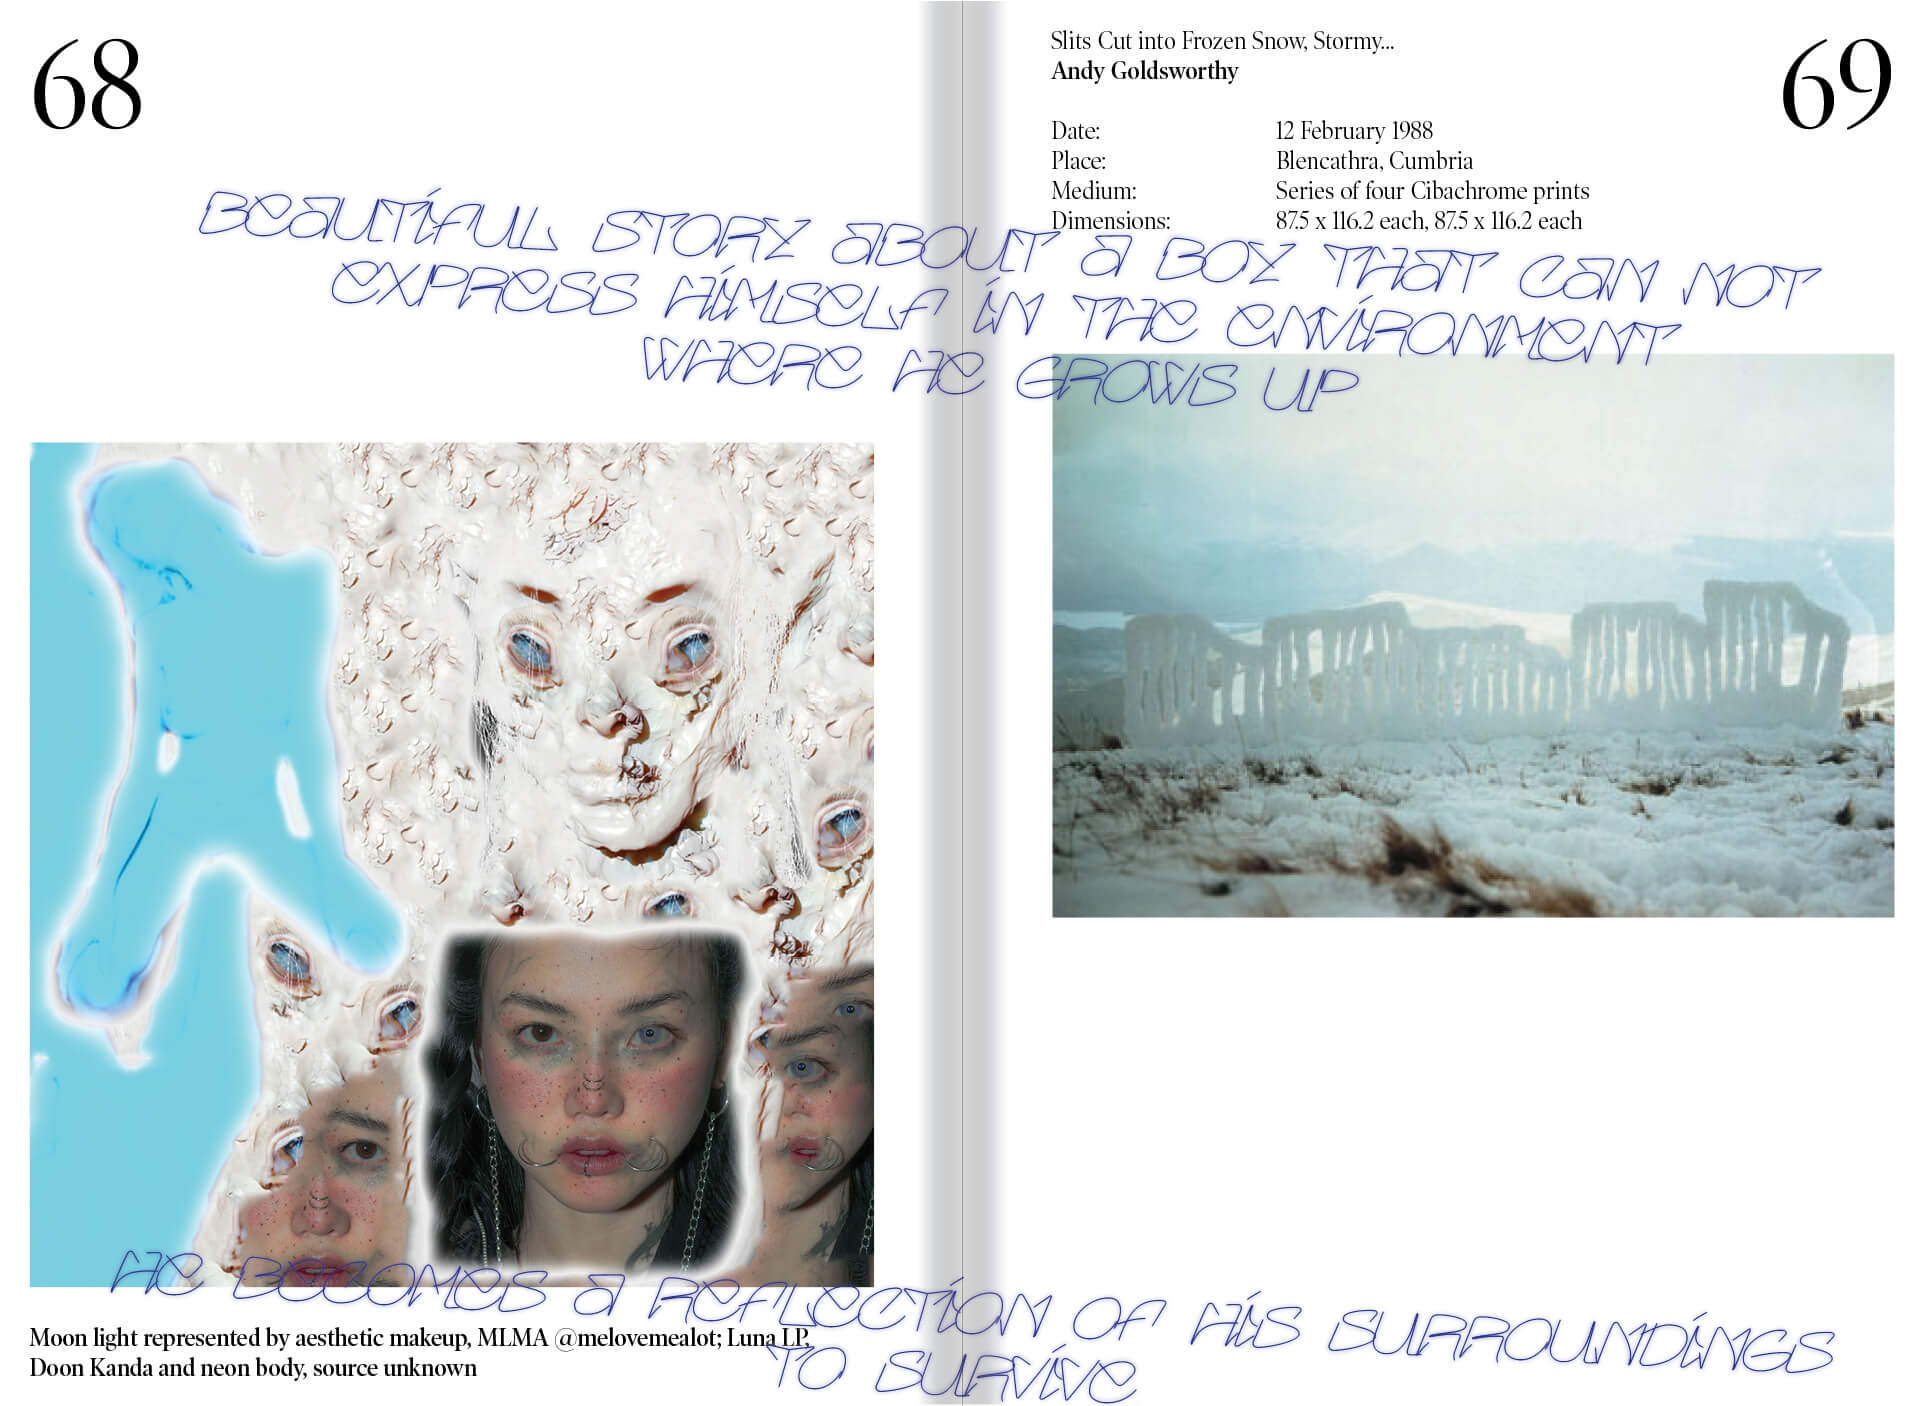 68
Slits Cut into Frozen Snow, Stormy...
Andy Goldsworthy
69
Date: 12 February 1988
Place: Blencathra, Cumbria
Medium: Series of four Cibachrome prints
Dimensions: 87.5 x 116.2 each, 87.5 x 116.2 each
BEAUTIFUL STORY ABOUT A BOY THAT CAN NOT
EXPRESS HIMSELF IN THE ENVIRONMENT
WHERE HE GROWS UP
HE BECOMES A REFLECTION OF HIS SURROUNDINGS
TO SURVIVE
Moon light represented by aesthetic makeup, MLMA @melovemealot; Luna LP,
Doon Kanda and neon body, source unknown